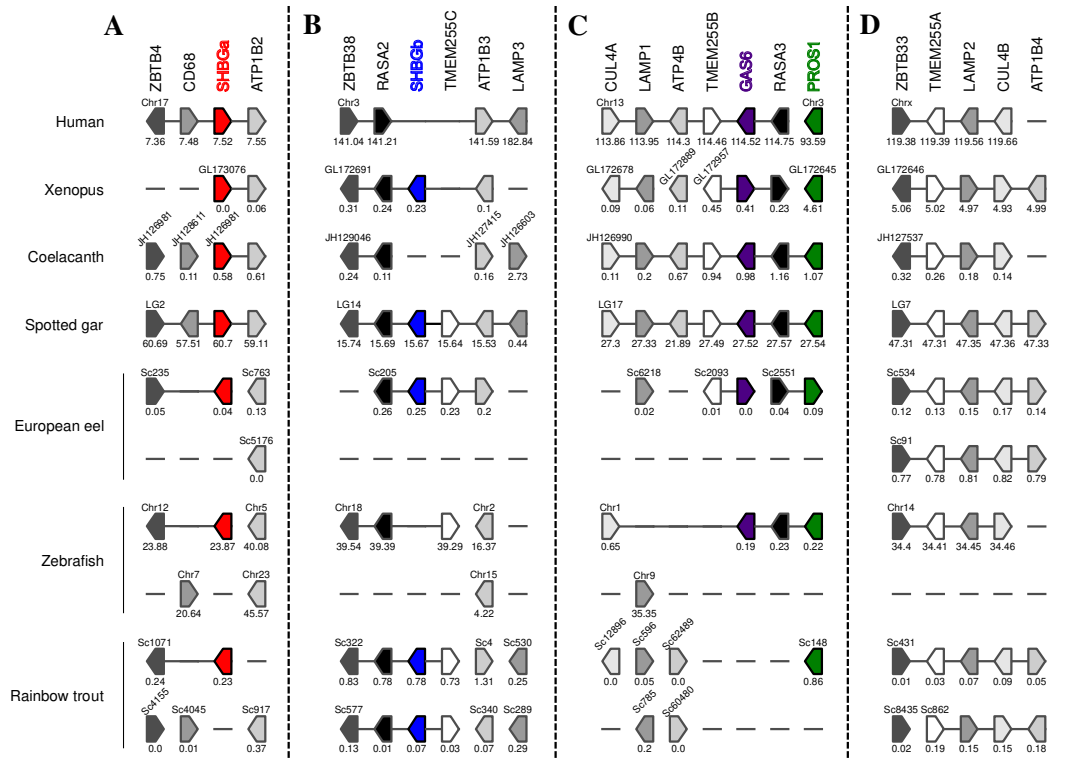 A B C D
ZBTB4 CD68 SHBGa ATP1B2 ZBTB38 RASA2 SHBGb TMEM255C ATP1B3 LAMP3 CUL4A LAMP1 ATP4B TMEM255B GAS6 RASA3 PROS1 ZBTB33 TMEM255A LAMP2 CUL4B ATP1B4
Chr17 Chr3 Chr13 Chr3 Chrx
Human
7.36 7.48 7.52 7.55 141.04 141.21 141.59 182.84 113.86 113.95 114.3 114.46 114.52 114.75 93.59 119.38 119.39 119.56 119.66
GL173076 GL172691 GL172678 GL172889 GL172957 GL172645 GL172646
Xenopus
0.0 0.06 0.31 0.24 0.23 0.1 0.09 0.06 0.11 0.45 0.41 0.23 4.61 5.06 5.02 4.97 4.93 4.99
JH126981 JH128611 JH126981 JH129046 JH127415 JH126603 JH126990 JH127537
Coelacanth
0.75 0.11 0.58 0.61 0.24 0.11 0.16 2.73 0.11 0.2 0.67 0.94 0.98 1.16 1.07 0.32 0.26 0.18 0.14
LG2 LG14 LG17 LG7
Spotted gar
60.69 57.51 60.7 59.11 15.74 15.69 15.67 15.64 15.53 0.44 27.3 27.33 21.89 27.49 27.52 27.57 27.54 47.31 47.31 47.35 47.36 47.33
Sc235 Sc763 Sc205 Sc6218 Sc2093 Sc2551 Sc534
0.05 0.04 0.13 0.26 0.25 0.23 0.2 0.02 0.01 0.0 0.04 0.09 0.12 0.13 0.15 0.17 0.14
European eel
Sc5176 Sc91
0.0 0.77 0.78 0.81 0.82 0.79
Chr12 Chr5 Chr18 Chr2 Chr1 Chr14
23.88 23.87 40.08 39.54 39.39 39.29 16.37 0.65 0.19 0.23 0.22 34.4 34.41 34.45 34.46
Zebrafish
Chr7 Chr23 Chr15 Chr9
20.64 45.57 4.22 35.35
Sc1071 Sc322 Sc4 Sc530 Sc12896 Sc596 Sc62489 Sc148 Sc431
0.24 0.23 0.83 0.78 0.78 0.73 1.31 0.25 0.0 0.05 0.0 0.86 0.01 0.03 0.07 0.09 0.05
Rainbow trout
Sc4155 Sc4045 Sc917 Sc577 Sc340 Sc289 Sc785 Sc60480 Sc8435 Sc862
0.0 0.01 0.37 0.13 0.01 0.07 0.03 0.07 0.29 0.2 0.0 0.02 0.19 0.15 0.15 0.18